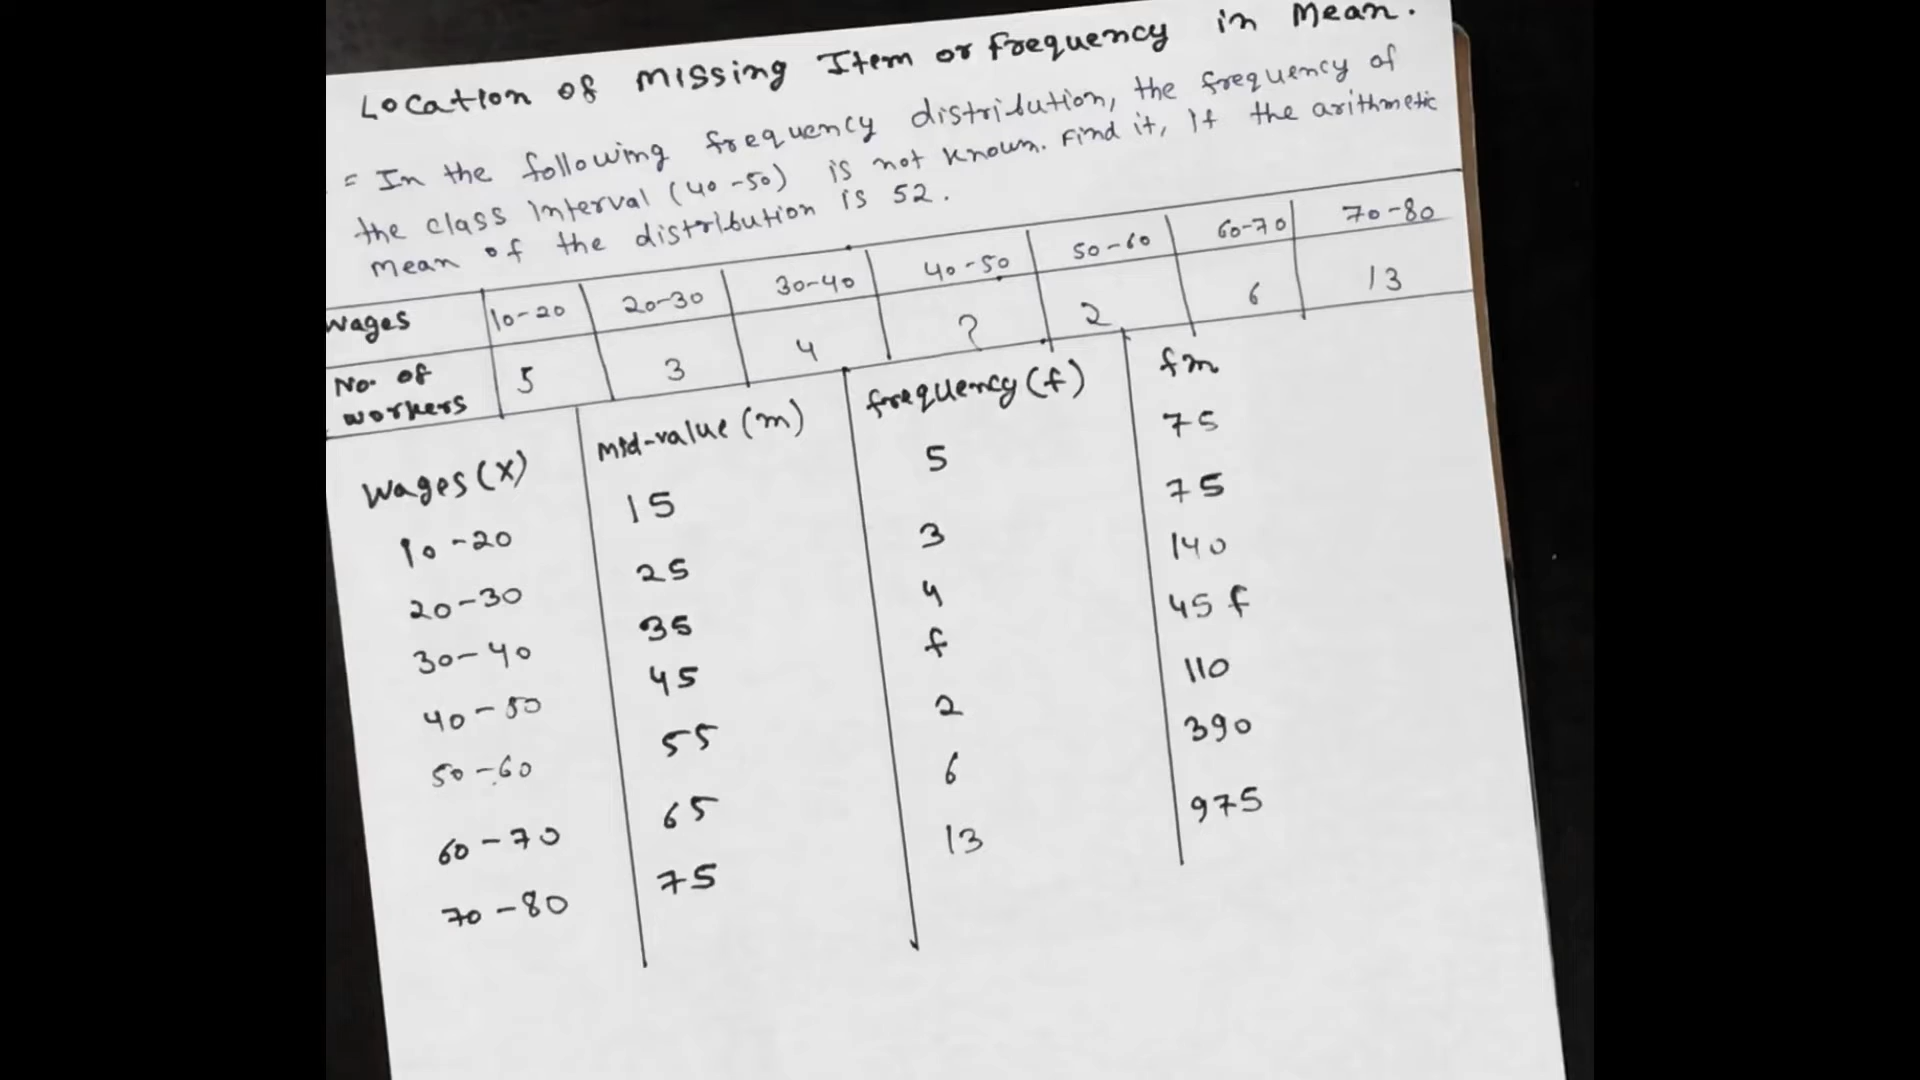 Location of Missing Item or frequency in Mean.
= In the following frequency distribution, the frequency of
the class Interval (40-50) is not known. Find it, If the arithmetic
Mean of the distribution is 52.
Wages 10-20 20-30 30-40 40-50 50-60 60-70 70-80
No. of workers 5 3 4 ? 2 6 13
Wages (X) Mid-value (m) frequency (f) fm
10-20 15 5 75
20-30 25 3 75
30-40 35 4 140
40-50 45 f 45 f
50-60 55 2 110
60-70 65 6 390
70-80 75 13 975